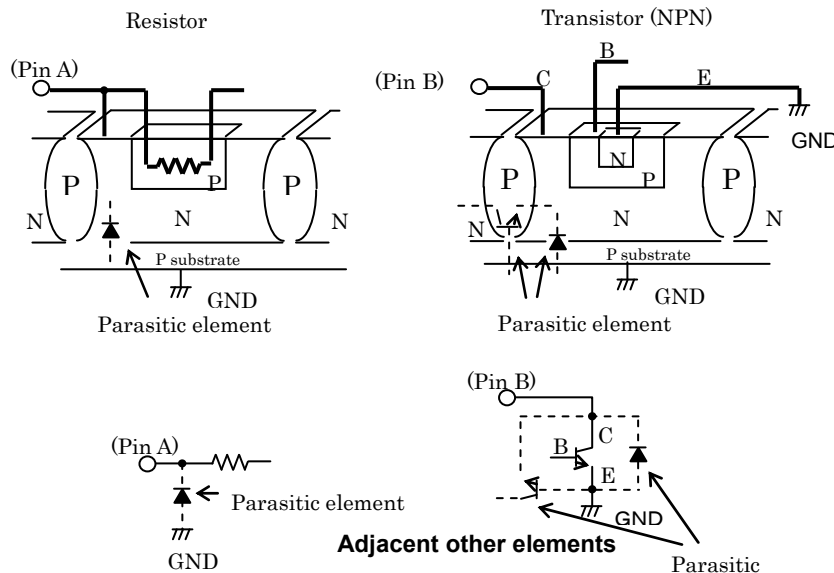 Resistor
Transistor (NPN)
(Pin A)
(Pin B)
B
C
E
GND
P
P
P
N
N
N
P substrate
GND
Parasitic element
P
N
P
P
N
N
N
P substrate
GND
Parasitic element
(Pin A)
Parasitic element
GND
(Pin B)
C
B
E
GND
Adjacent other elements
Parasitic